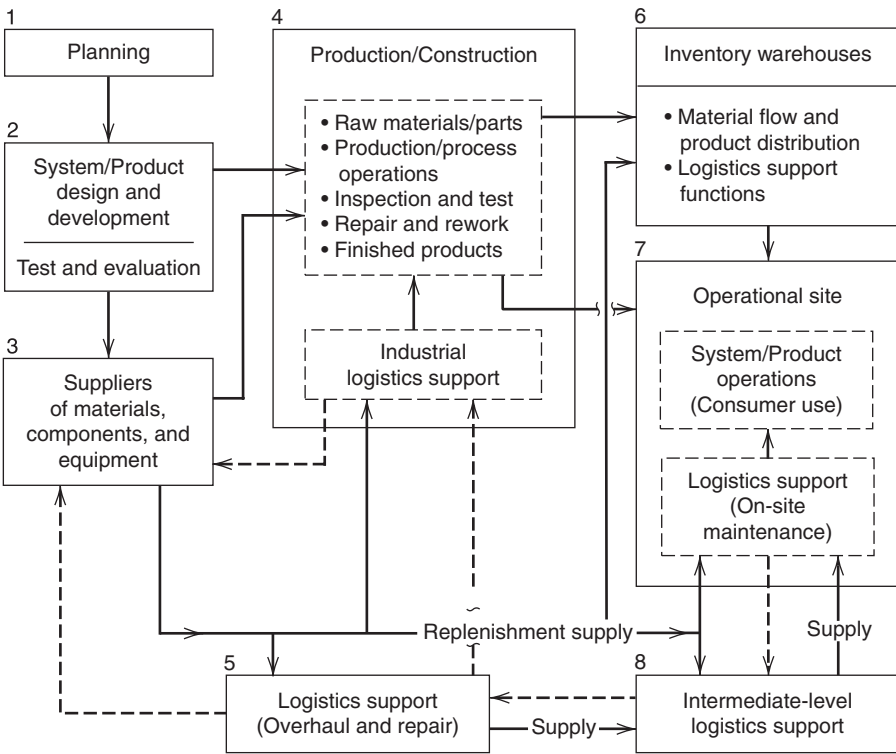 1
Planning
2
System/Product
design and
development
Test and evaluation
3
Suppliers
of materials,
components, and
equipment
4
Production/Construction
• Raw materials/parts
• Production/process
operations
• Inspection and test
• Repair and rework
• Finished products
Industrial
logistics support
6
Inventory warehouses
• Material flow and
product distribution
• Logistics support
functions
7
Operational site
System/Product
operations
(Consumer use)
Logistics support
(On-site
maintenance)
Replenishment supply
Supply
5
Logistics support
(Overhaul and repair)
Supply
8
Intermediate-level
logistics support